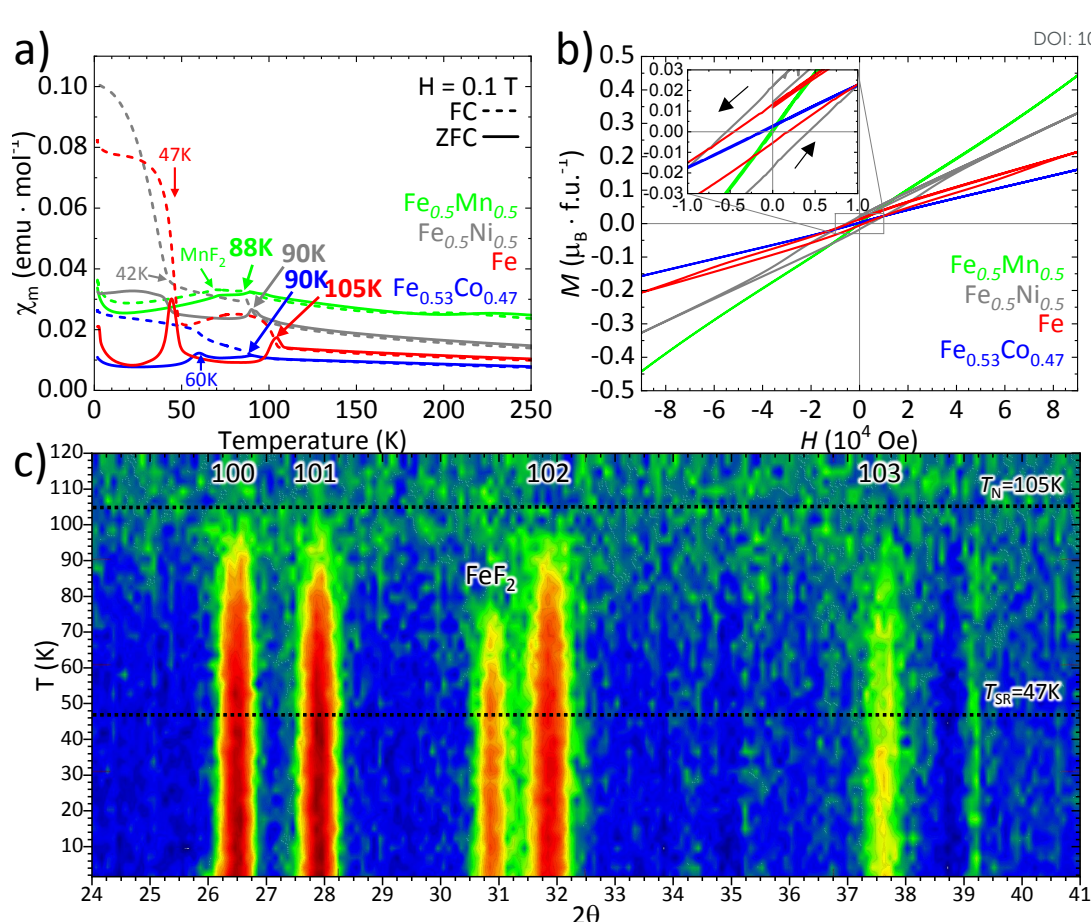 DOI: 10
a)
χm (emu · mol⁻¹)
0.10
0.08
0.06
0.04
0.02
0.00
H = 0.1 T
FC
ZFC
47K
Fe0.5Mn0.5
Fe0.5Ni0.5
Fe
Fe0.53Co0.47
MnF2
88K
90K
42K
90K
105K
60K
0 50 100 150 200 250
Temperature (K)
b)
M (μB · f.u.⁻¹)
0.5
0.4
0.3
0.2
0.1
0.0
-0.1
-0.2
-0.3
-0.4
-0.5
0.03
0.02
0.01
0.00
-0.01
-0.01
-0.03
-1.0 -0.5 0.0 0.5 1.0
Fe0.5Mn0.5
Fe0.5Ni0.5
Fe
Fe0.53Co0.47
-8 -6 -4 -2 0 2 4 6 8
H (10⁴ Oe)
c)
T (K)
120
110
100
90
80
70
60
50
40
30
20
10
100 101 102 103
TN=105K
FeF2
TSR=47K
24 25 26 27 28 29 30 31 32 33 34 35 36 37 38 39 40 41
2θ